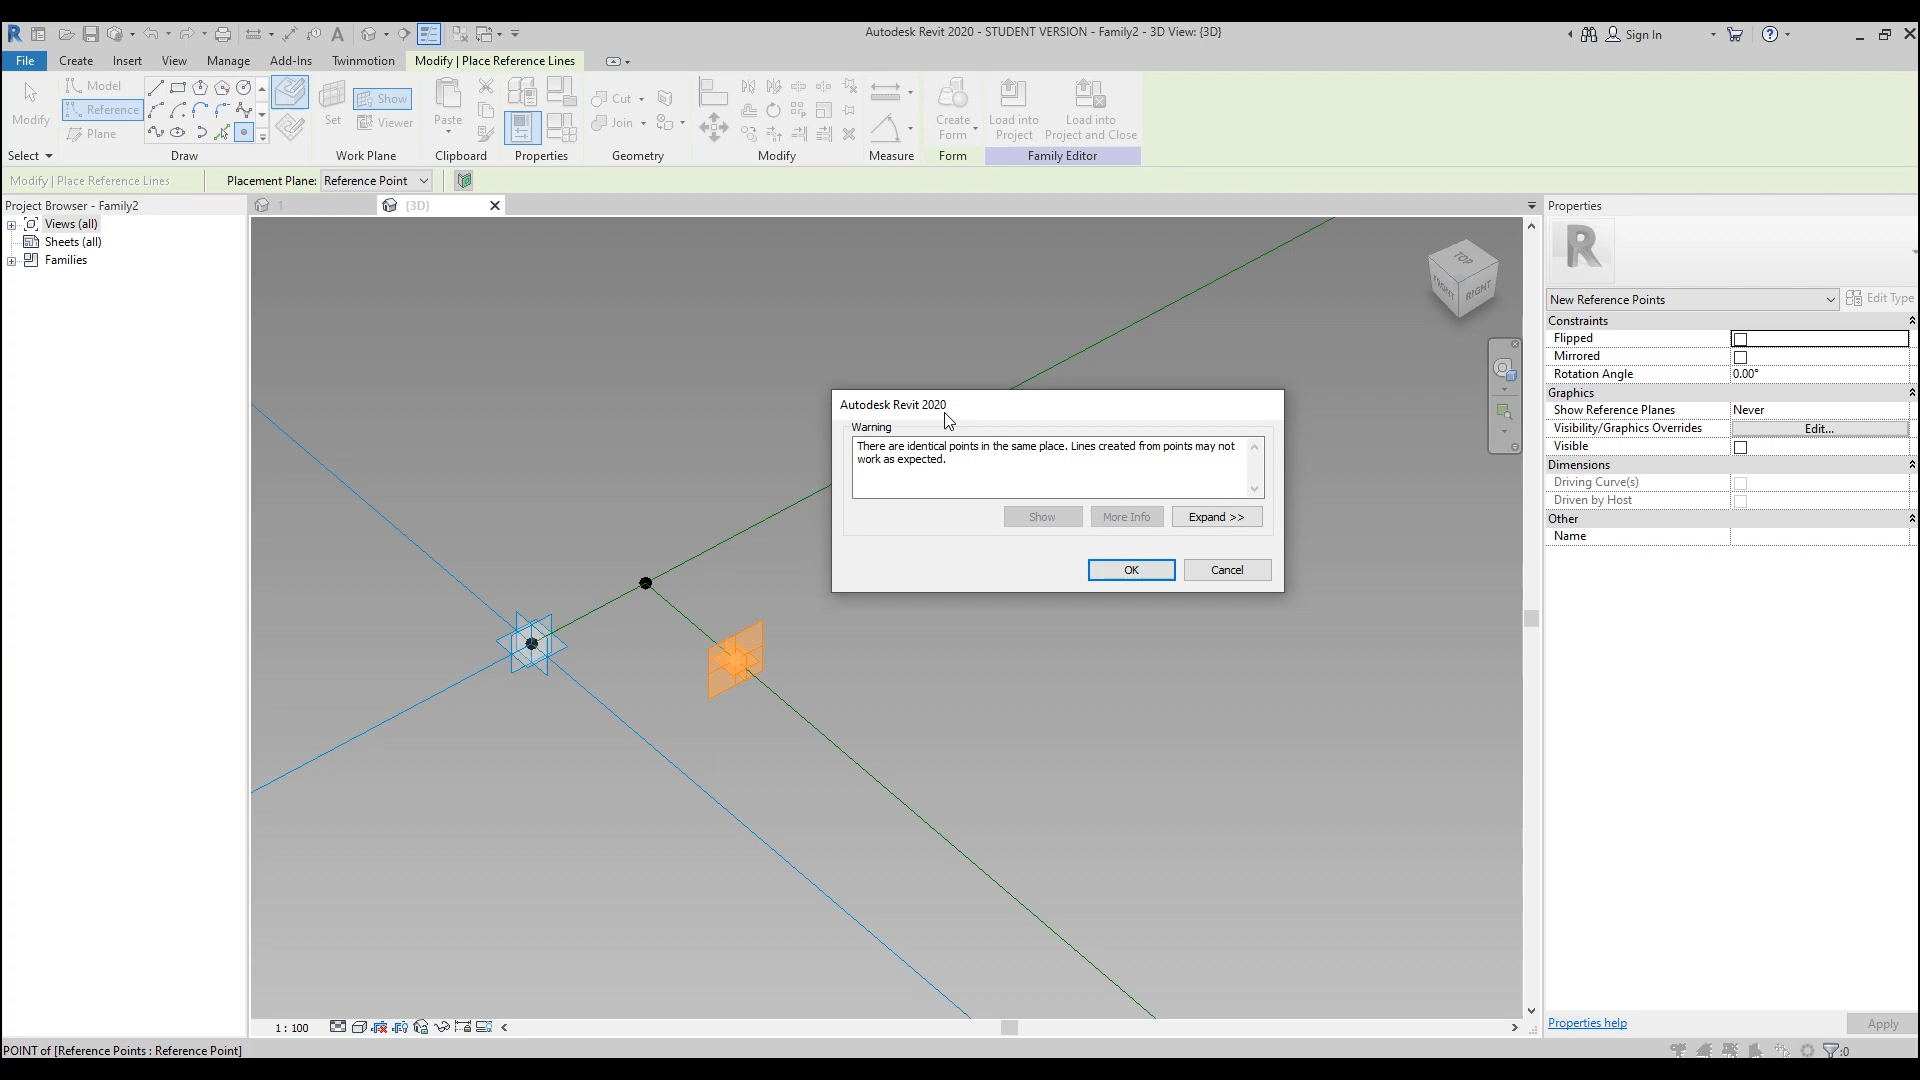 Autodesk Revit 2020 - STUDENT VERSION - Family2 - 3D View: {3D}
Sign In
File Create Insert View Manage Add-Ins Twinmotion Modify | Place Reference Lines
Modify
Model
Reference
Plane
Set
Show
Viewer
Paste
Cut
Join
Create
Form
Load into
Project
Load into
Project and Close
Select Draw Work Plane Clipboard Properties Geometry Modify Measure Form Family Editor
Modify | Place Reference Lines Placement Plane: Reference Point
Project Browser - Family2
1
{3D}
Properties
Views (all)
Sheets (all)
Families
TOP
FRONT
RIGHT
New Reference Points
Edit Type
Constraints
Flipped
Mirrored
Rotation Angle 0.00°
Graphics
Show Reference Planes Never
Visibility/Graphics Overrides Edit...
Visible
Dimensions
Driving Curve(s)
Driven by Host
Other
Name
Autodesk Revit 2020
Warning
There are identical points in the same place. Lines created from points may not
work as expected.
Show More Info Expand >>
OK Cancel
1 : 100
Properties help
Apply
POINT of [Reference Points : Reference Point]
:0